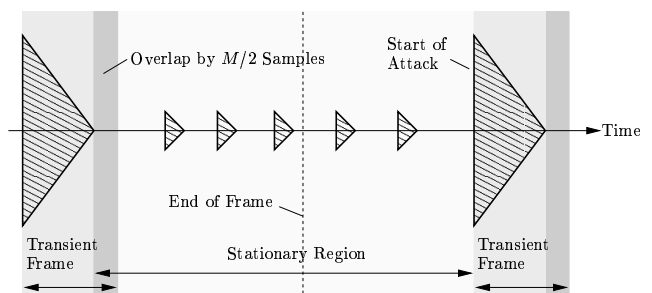 Overlap by M/2 Samples
Start of
Attack
Time
End of Frame
Transient
Frame
Stationary Region
Transient
Frame